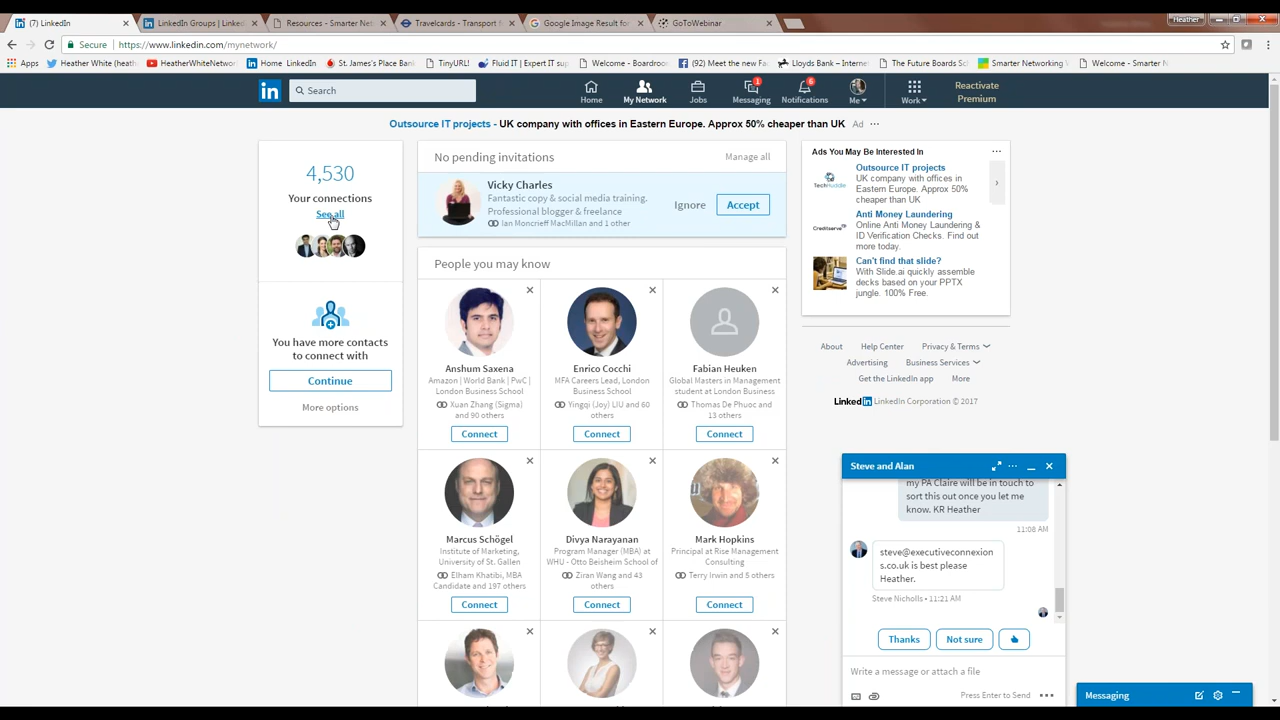 (7) LinkedIn
LinkedIn Groups | Linked
Resources - Smarter Net
Travelcards - Transport
Google Image Result for
GoToWebinar
Heather
Secure
https://www.linkedin.com/mynetwork/
Apps
Heather White (heath
HeatherWhiteNetwork
Home LinkedIn
St. James's Place Bank
TinyURL!
Fluid IT | Expert IT sup
Welcome - Boardroom
(92) Meet the new Fac
Lloyds Bank – Internet
The Future Boards Sch
Smarter Networking
Welcome - Smarter N
in
Search
Home
My Network
Jobs
1
Messaging
6
Notifications
Me
Work
Reactivate
Premium
Outsource IT projects - UK company with offices in Eastern Europe. Approx 50% cheaper than UK Ad ...
4,530
Your connections
See all
You have more contacts
to connect with
Continue
More options
No pending invitations
Manage all
Vicky Charles
Fantastic copy & social media training.
Professional blogger & freelance
Ian Moncrieff MacMillan and 1 other
Ignore
Accept
People you may know
Anshum Saxena
Amazon | World Bank | PwC |
London Business School
Xuan Zhang (Sigma)
and 90 others
Connect
Enrico Cocchi
MFA Careers Lead, London
Business School
Yingqi (Joy) LIU and 60
others
Connect
Fabian Heuken
Global Masters in Management
student at London Business
Thomas De Phuoc and
13 others
Connect
Marcus Schögel
Institute of Marketing,
University of St. Gallen
Elham Khatibi, MBA
Candidate and 197 others
Connect
Divya Narayanan
Program Manager (MBA) at
WHU - Otto Beisheim School of
Ziran Wang and 43
others
Connect
Mark Hopkins
Principal at Rise Management
Consulting
Terry Irwin and 5 others
Connect
Ads You May Be Interested In
TechHuddle
Outsource IT projects
UK company with offices in
Eastern Europe. Approx 50%
cheaper than UK
Creditserve
Anti Money Laundering
Online Anti Money Laundering &
ID Verification Checks. Find out
more today.
Can't find that slide?
With Slide.ai quickly assemble
decks based on your PPTX
jungle. 100% Free.
About
Help Center
Privacy & Terms
Advertising
Business Services
Get the LinkedIn app
More
Linked in LinkedIn Corporation © 2017
Steve and Alan
my PA Claire will be in touch to
sort this out once you let me
know. KR Heather
11:08 AM
steve@executiveconnexion
s.co.uk is best please
Heather.
Steve Nicholls • 11:21 AM
Thanks
Not sure
Write a message or attach a file
Press Enter to Send
Messaging